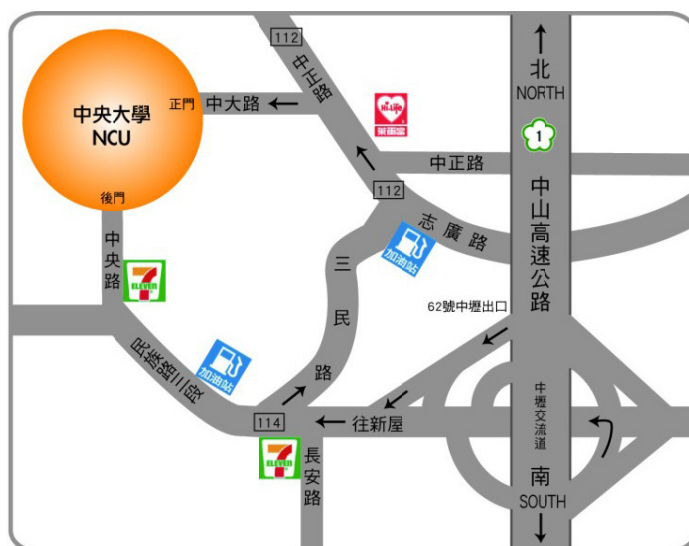 112
中正路
北
NORTH
1
中山高速公路
中央大學
NCU
正門
中大路
Hi-Life
萊爾富
中正路
112
後門
志廣路
加油站
中央路
7
ELEVEN
三民路
62號中壢出口
民族路三段
加油站
114
往新屋
中壢交流道
7
ELEVEN
長安路
南
SOUTH